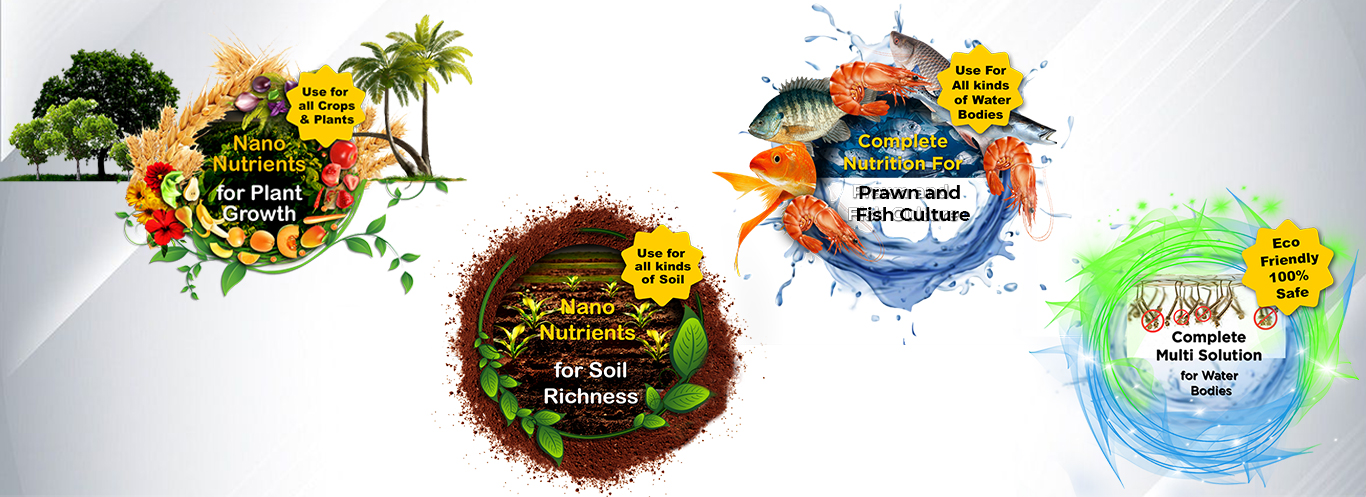 Use for
all Crops
& Plants
Nano
Nutrients
for Plant
Growth
Use for
all kinds
of Soil
Nano
Nutrients
for Soil
Richness
Use For
All kinds
of Water
Bodies
Complete
Nutrition For
Prawn and
Fish Culture
Eco
Friendly
100%
Safe
Complete
Multi Solution
for Water
Bodies